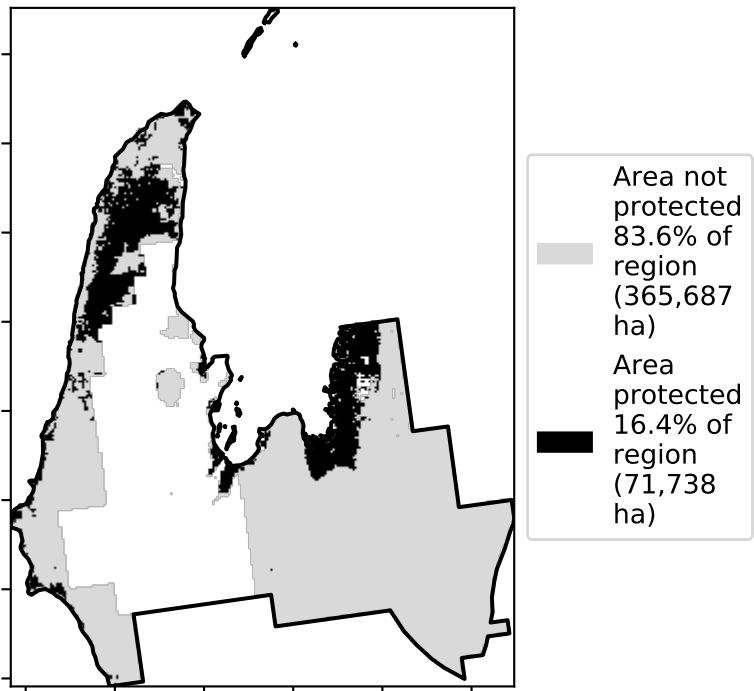 Area not
protected
83.6% of
region
(365,687
ha)
Area
protected
16.4% of
region
(71,738
ha)